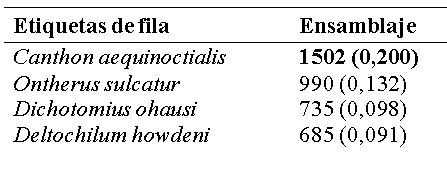 Etiquetas de fila Ensamblaje
Canthon aequinoctialis 1502 (0,200)
Ontherus sulcatur 990 (0,132)
Dichotomius ohausi 735 (0,098)
Deltochilum howdeni 685 (0,091)